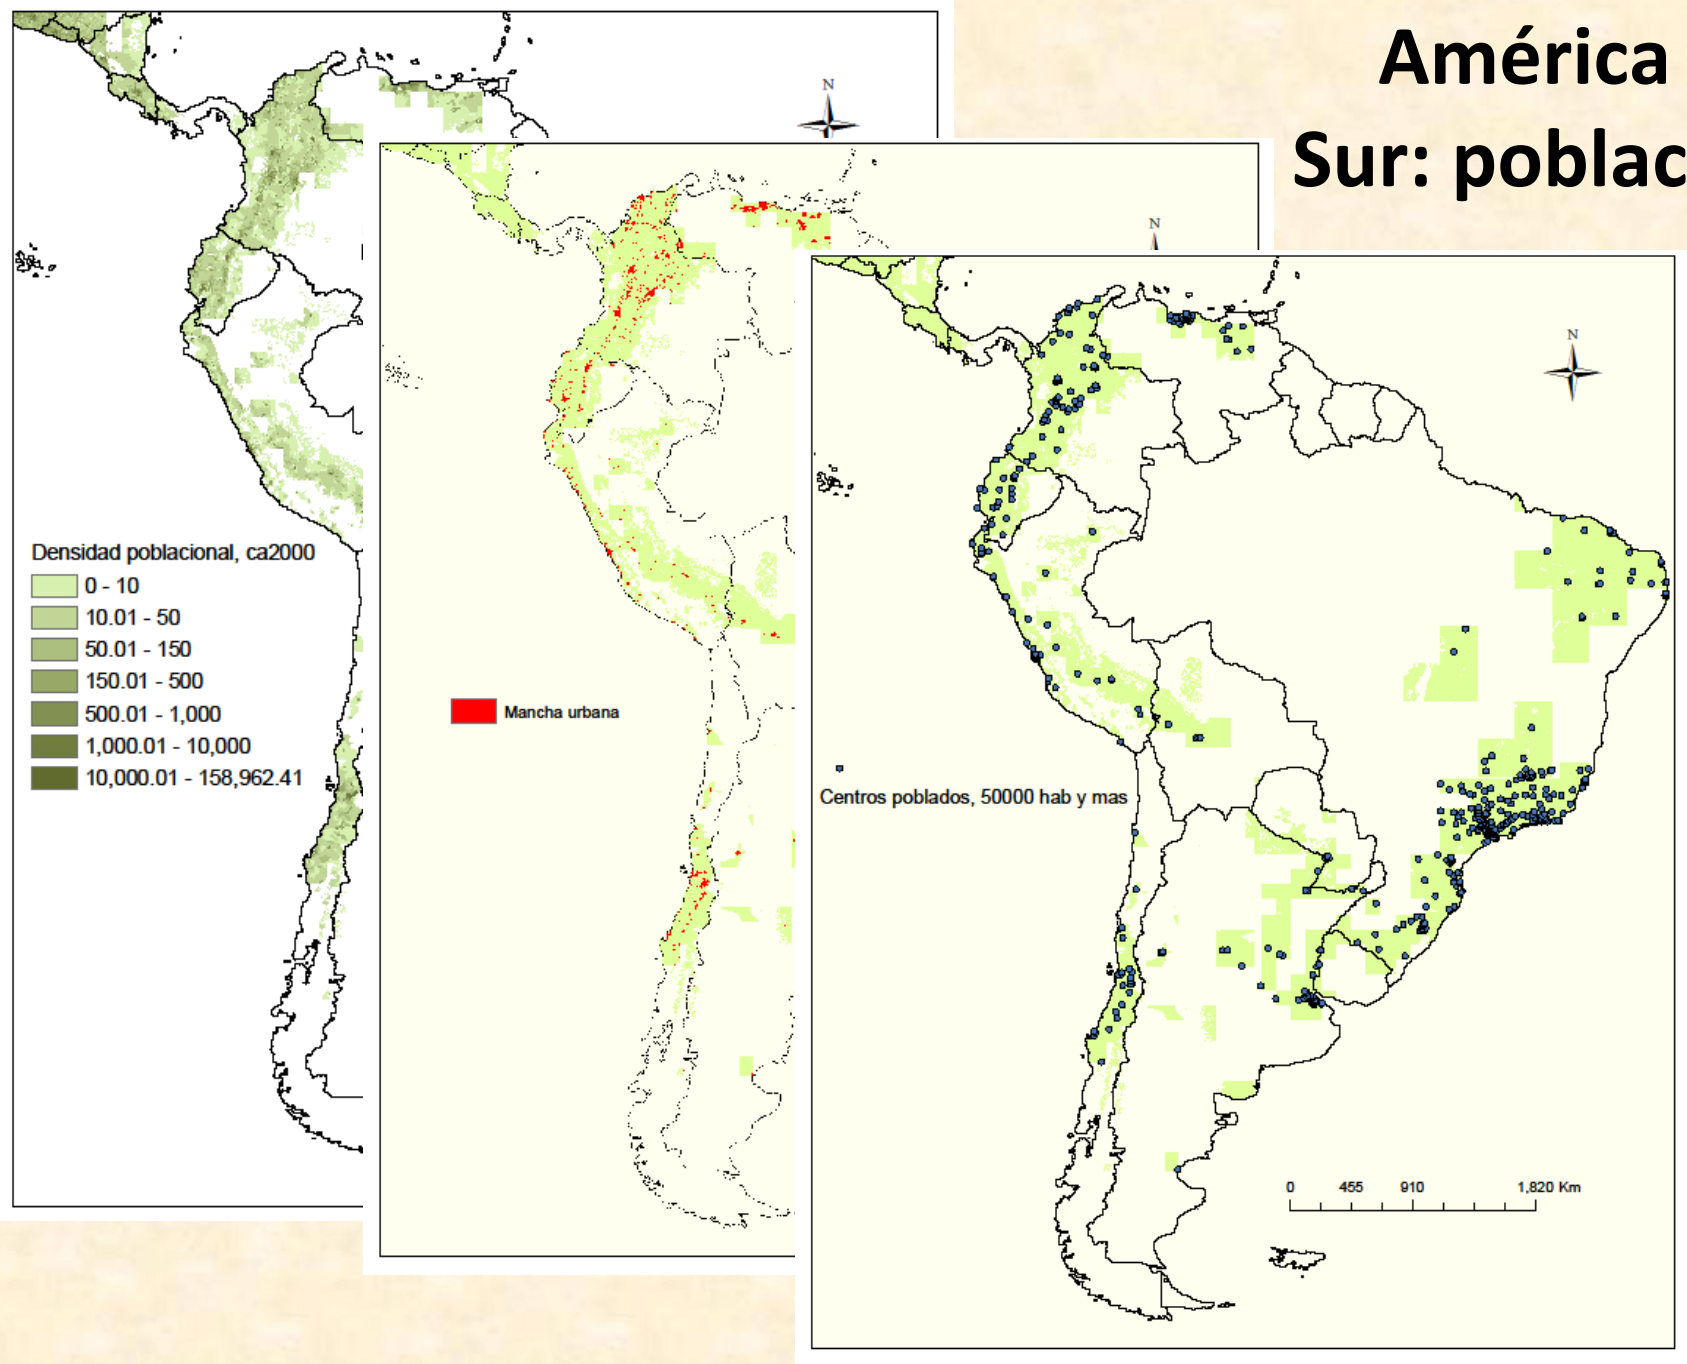 América
Sur: poblac
N
N
N
Densidad poblacional, ca2000
0 - 10
10.01 - 50
50.01 - 150
150.01 - 500
500.01 - 1,000
1,000.01 - 10,000
10,000.01 - 158,962.41
Mancha urbana
Centros poblados, 50000 hab y mas
0 455 910 1,820 Km